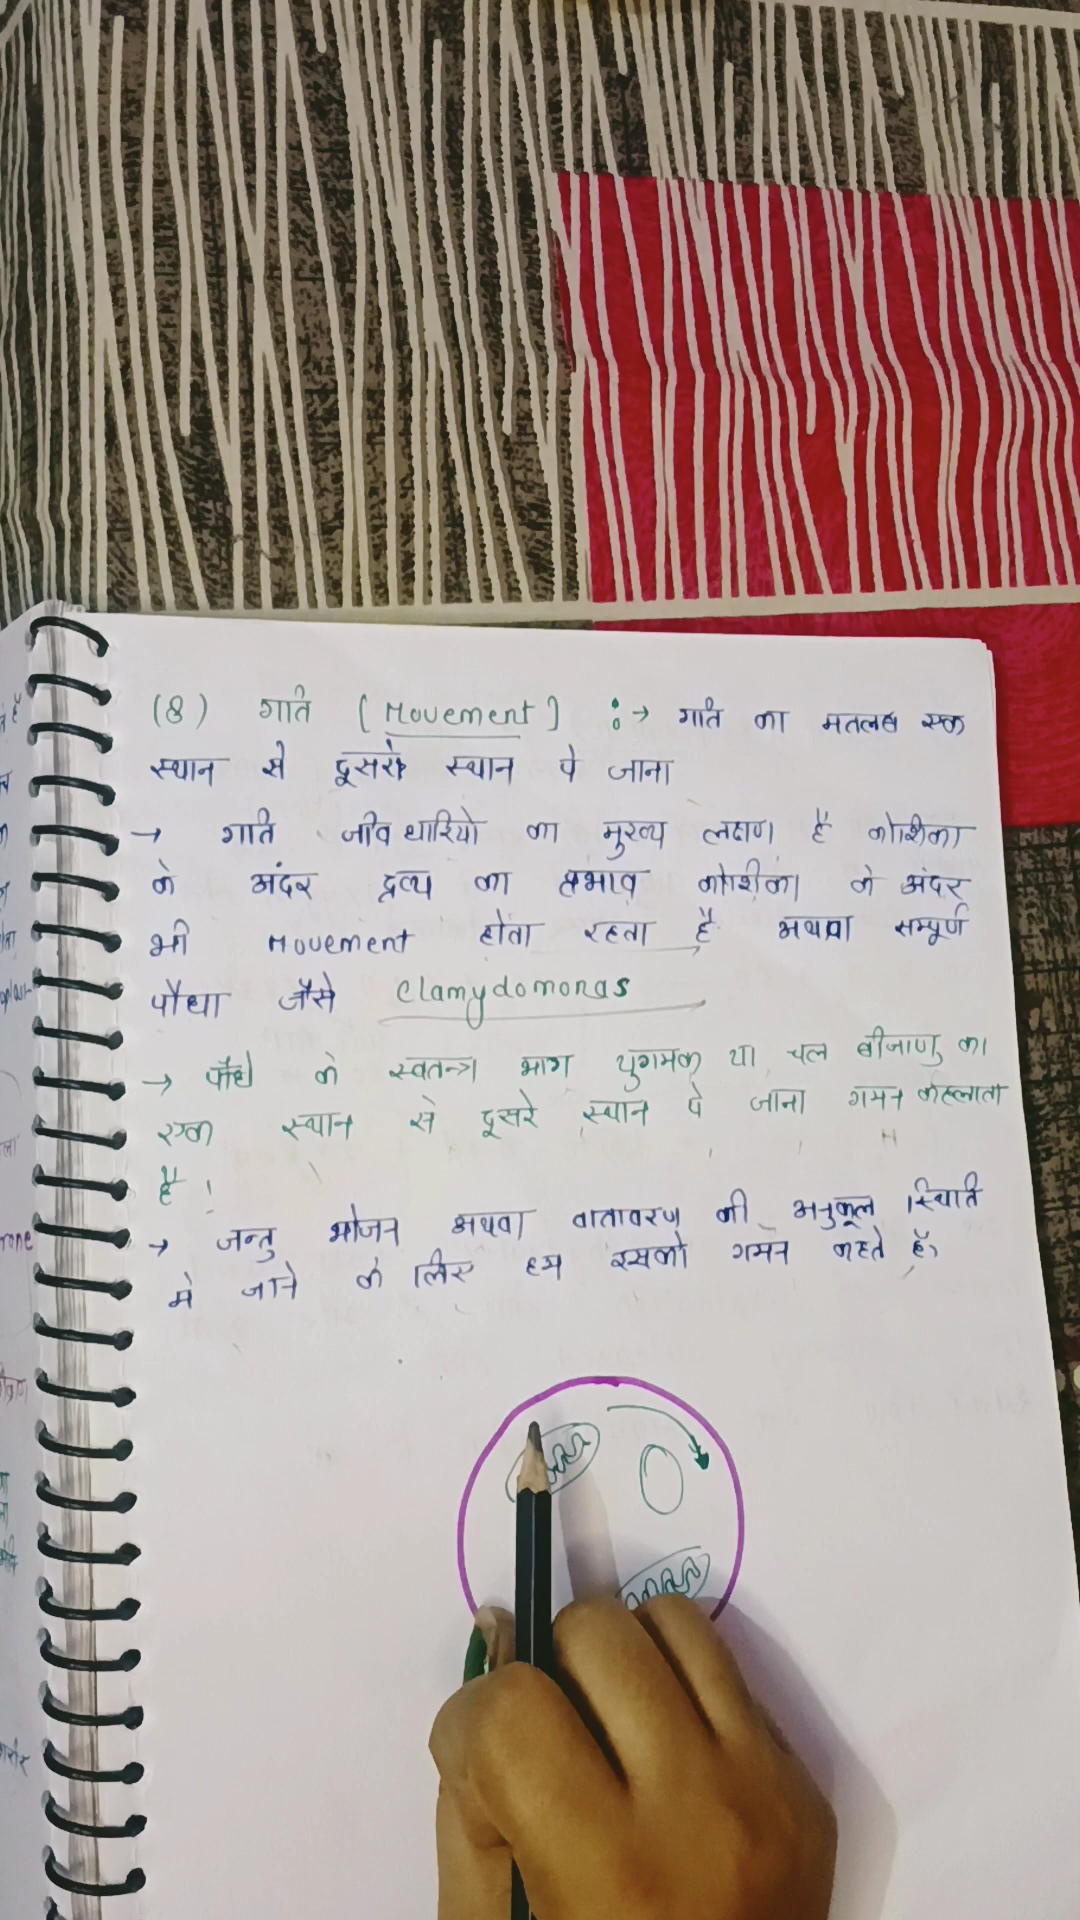 (8) गति [Movement] :→ गति का मतलब एक
स्थान से दूसरे स्थान पे जाना
→ गति जीवधारियो का मुख्य लक्षण है कोशिका
के अंदर द्रव्य का कोशिका के अंदर
भी Movement होता रहता है अथवा सम्पूर्ण
पौधा जैसे Clamydomonas
→ पौधे के स्वतन्त्र भाग युगमक या चल बीजाणु का
एक स्थान से दूसरे स्थान पे जाना गमन कहलाता
है ।
→ जन्तु भोजन अथवा वातावरण की अनुकूल स्थिति
मे जाने के लिए हम इसको गमन कहते है,